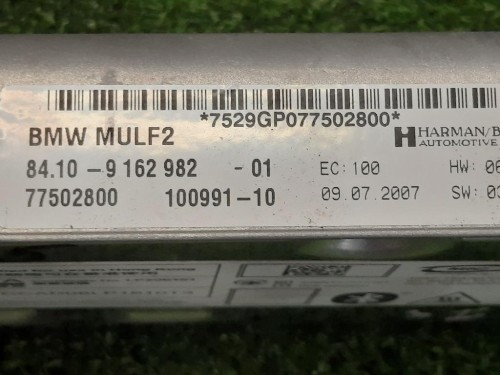 *7529GP077502800*
BMW MULF2
HARMAN/B
AUTOMOTIVE
84.10 - 9 162 982 - 01 EC: 100 HW: 06
77502800 100991-10 09.07.2007 SW: 03